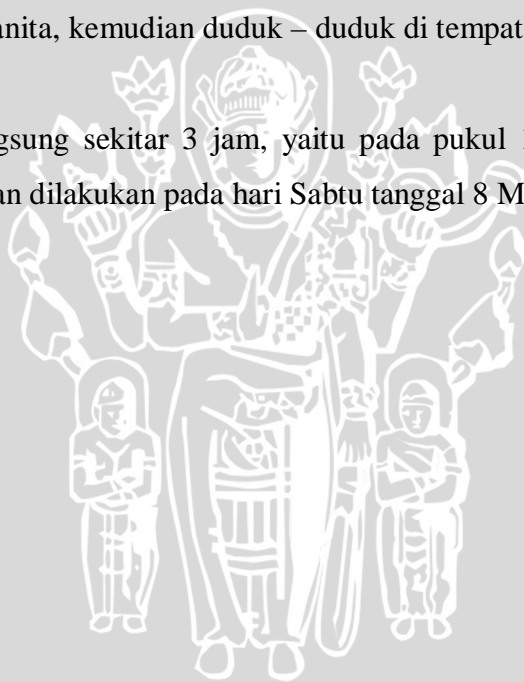 anita, kemudian duduk – duduk di tempat
gsung sekitar 3 jam, yaitu pada pukul
an dilakukan pada hari Sabtu tanggal 8 M